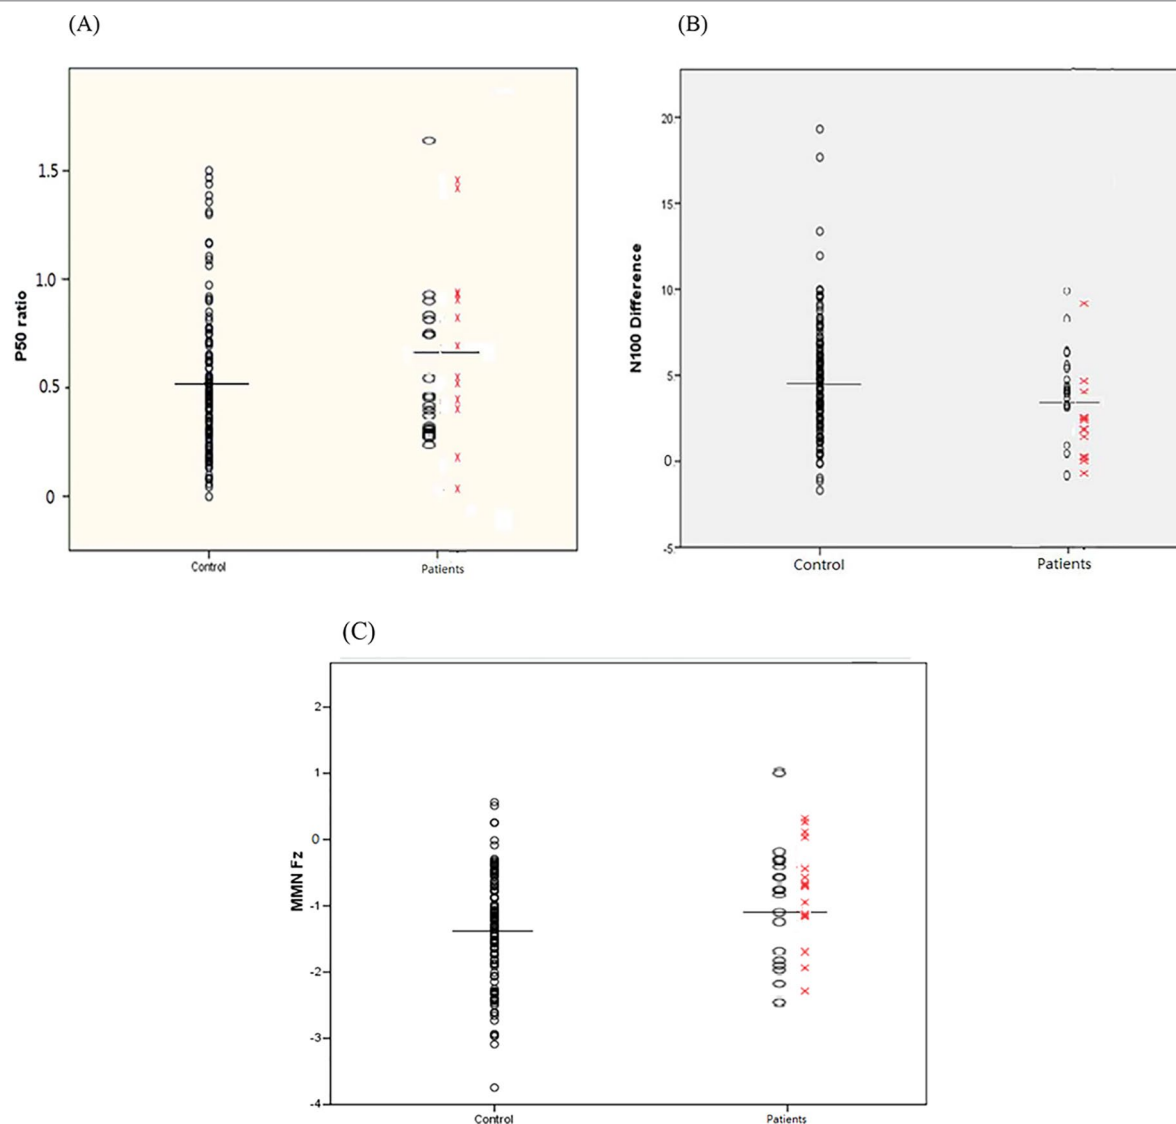 (A)
P50 ratio
1.5
1.0
0.5
0
Control
Patients
(B)
N100 Difference
20
15
10
5
0
-5
Control
Patients
(C)
MMN Fz
2
1
0
-1
-2
-3
-4
Control
Patients